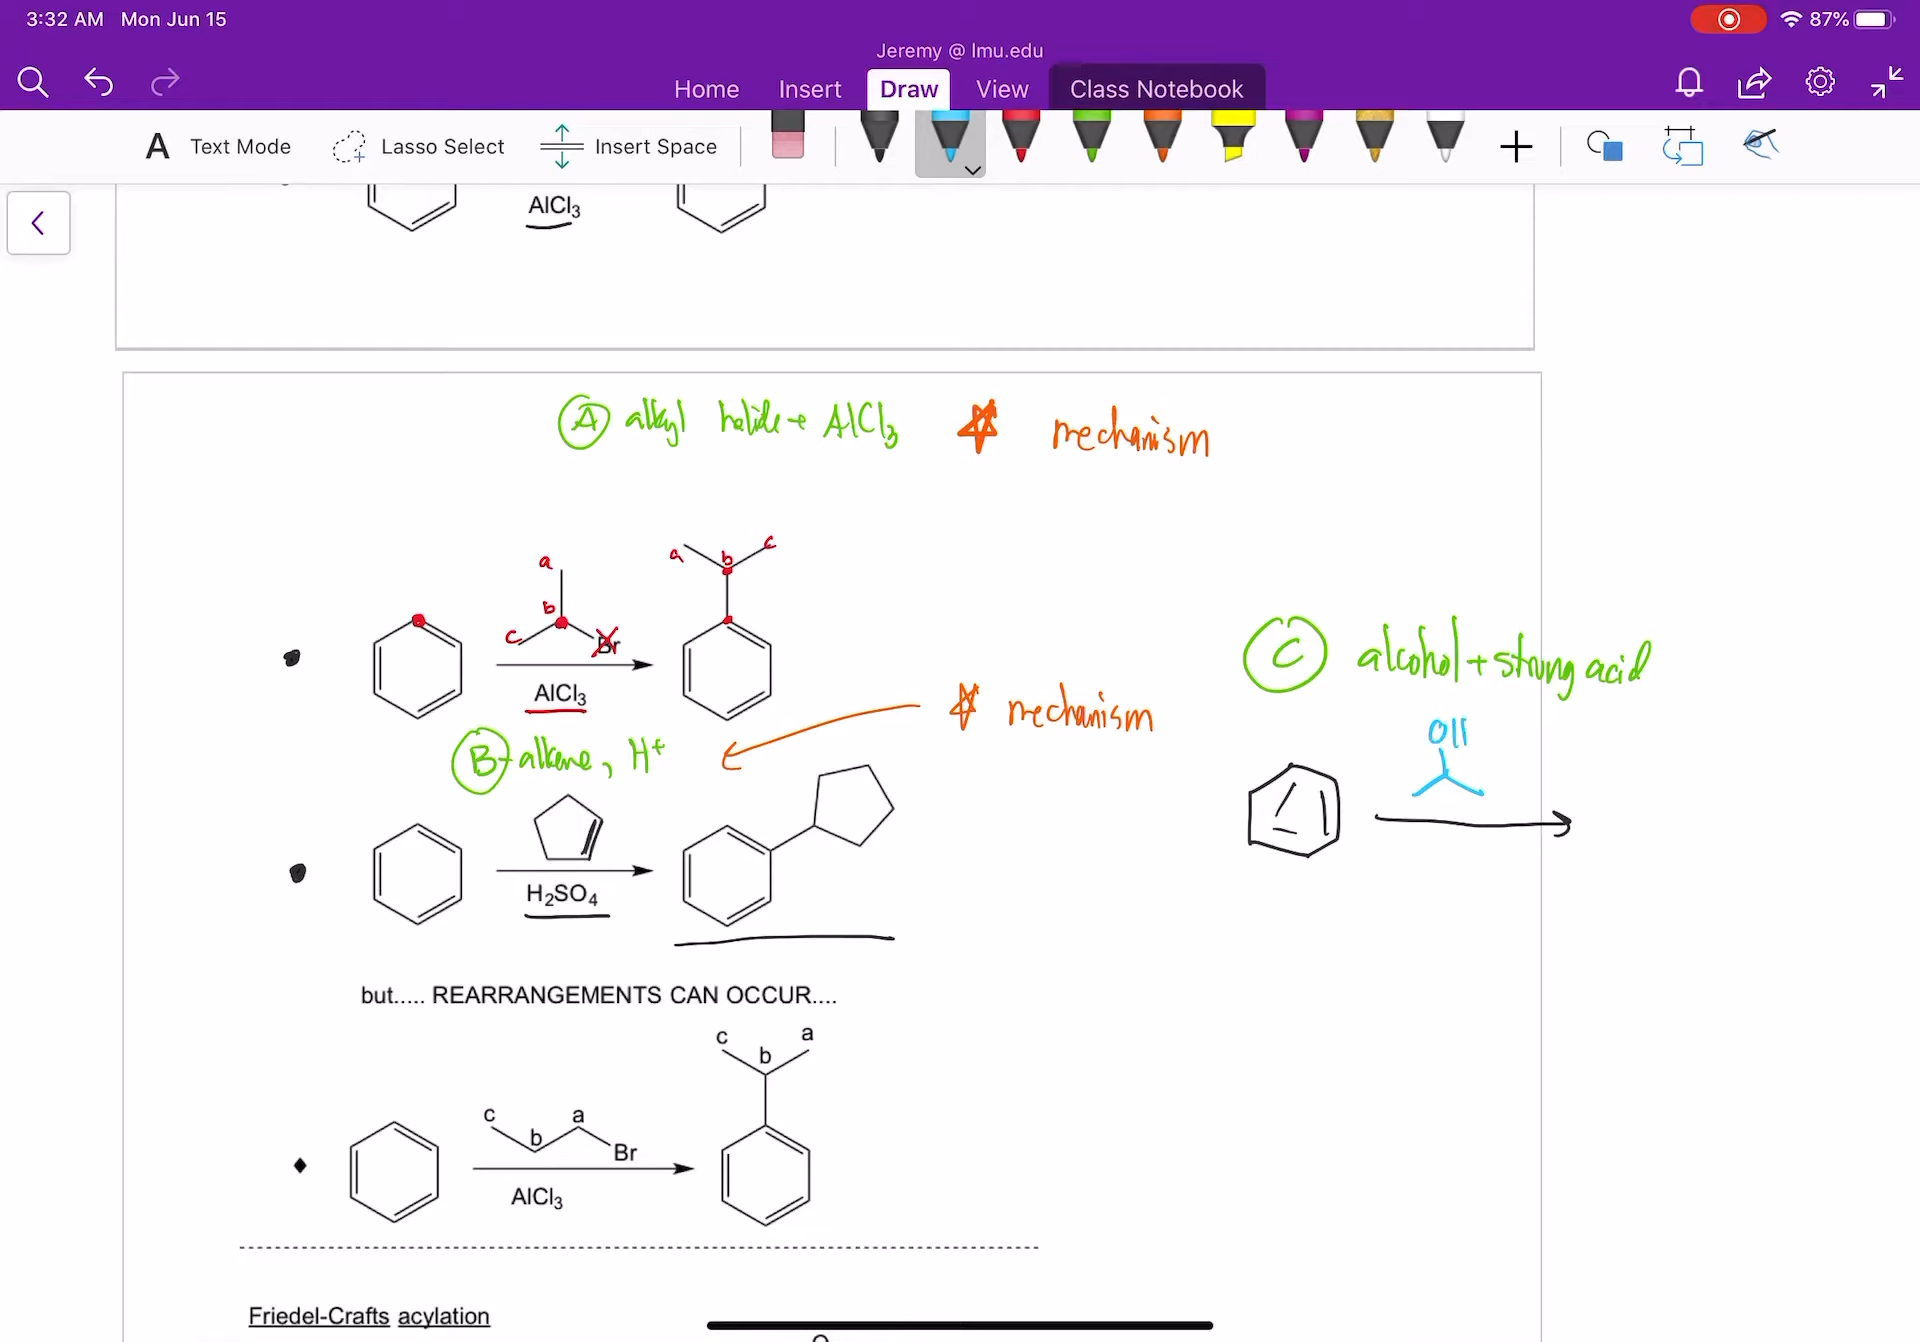 3:32 AM Mon Jun 15
87%
Jeremy @ lmu.edu
Home Insert Draw View Class Notebook
A Text Mode Lasso Select Insert Space
AlCl3
A alkyl halide + AlCl3 mechanism
a
b
c
Br
AlCl3
a b c
C alcohol + strong acid
mechanism
B alkene, H+
OH
H2SO4
but..... REARRANGEMENTS CAN OCCUR....
c b a
c b a
Br
AlCl3
Friedel-Crafts acylation